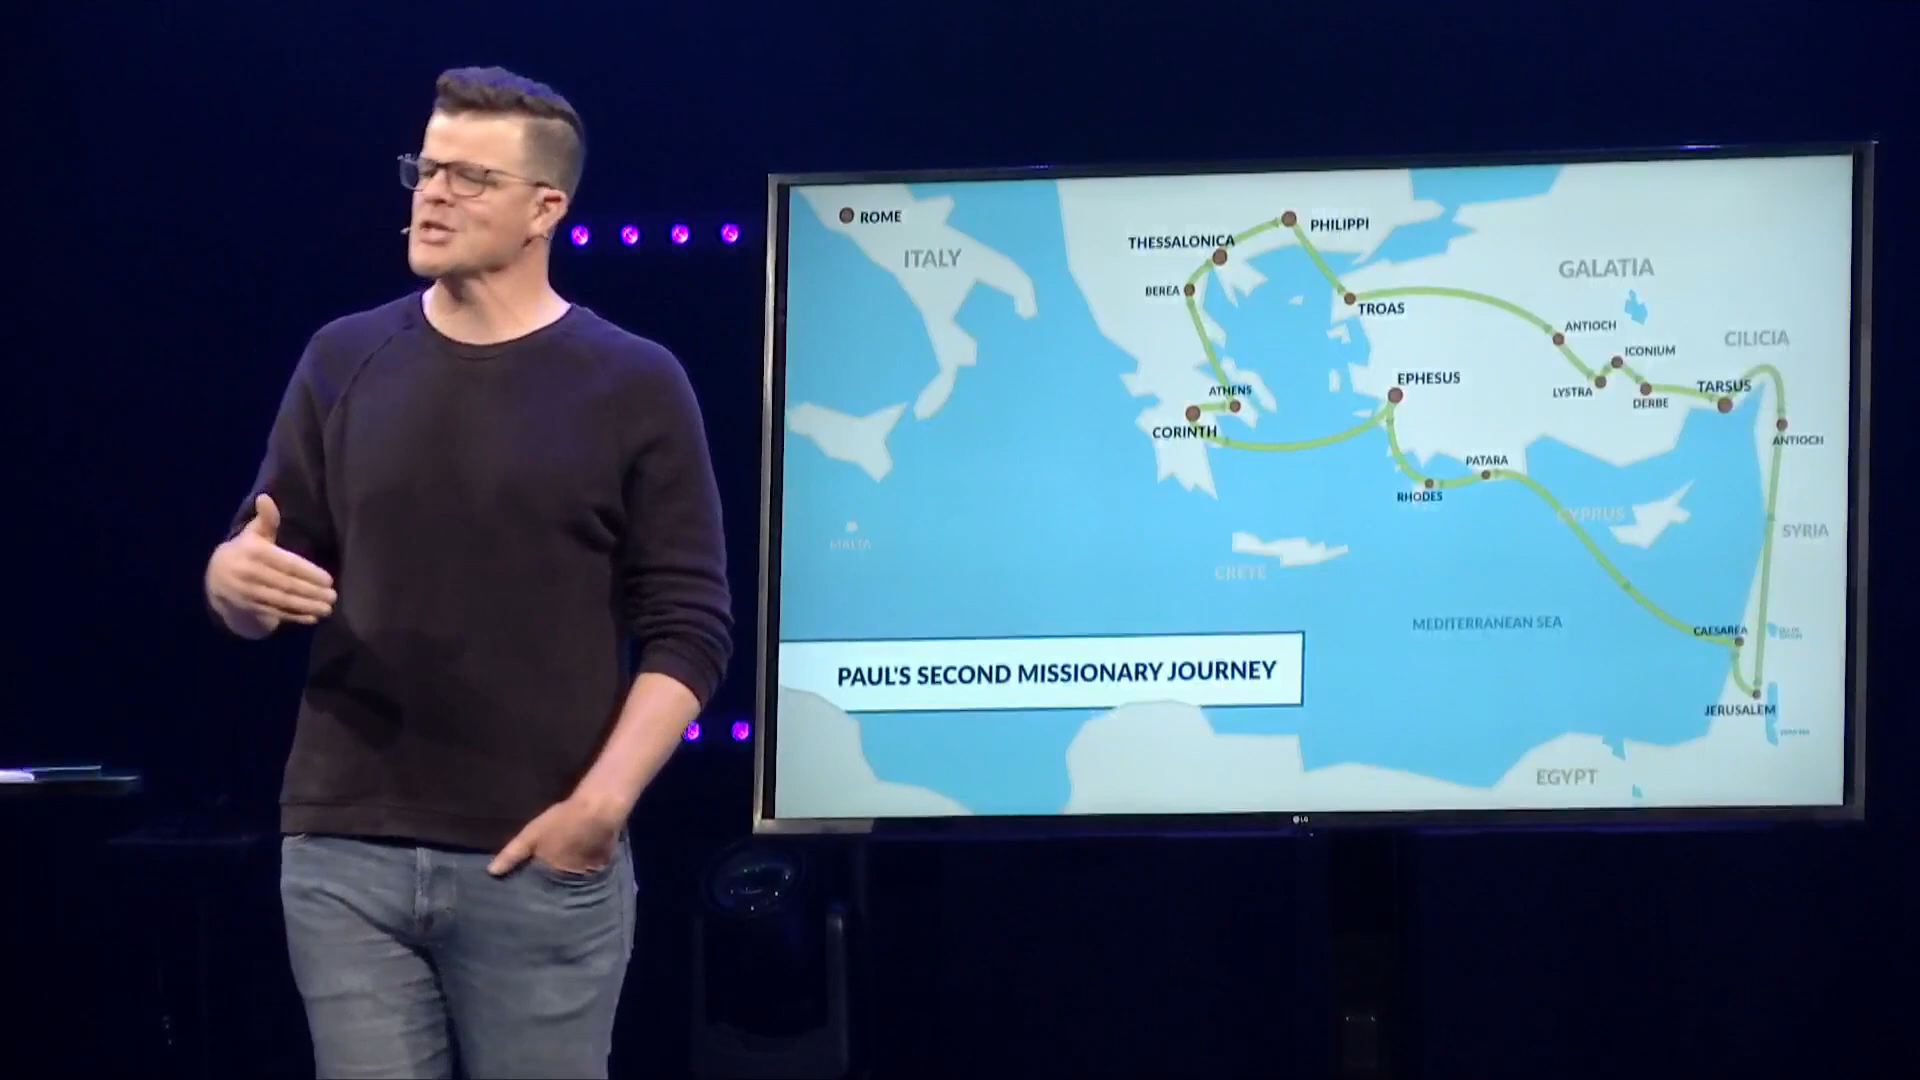 ROME
ITALY
PHILIPPI
THESSALONICA
BEREA
TROAS
GALATIA
ANTIOCH
ICONIUM
CILICIA
LYSTRA
DERBE
TARSUS
EPHESUS
ATHENS
CORINTH
ANTIOCH
PATARA
RHODES
CYPRUS
SYRIA
MALTA
CRETE
MEDITERRANEAN SEA
CAESAREA
PAUL'S SECOND MISSIONARY JOURNEY
JERUSALEM
EGYPT
LG